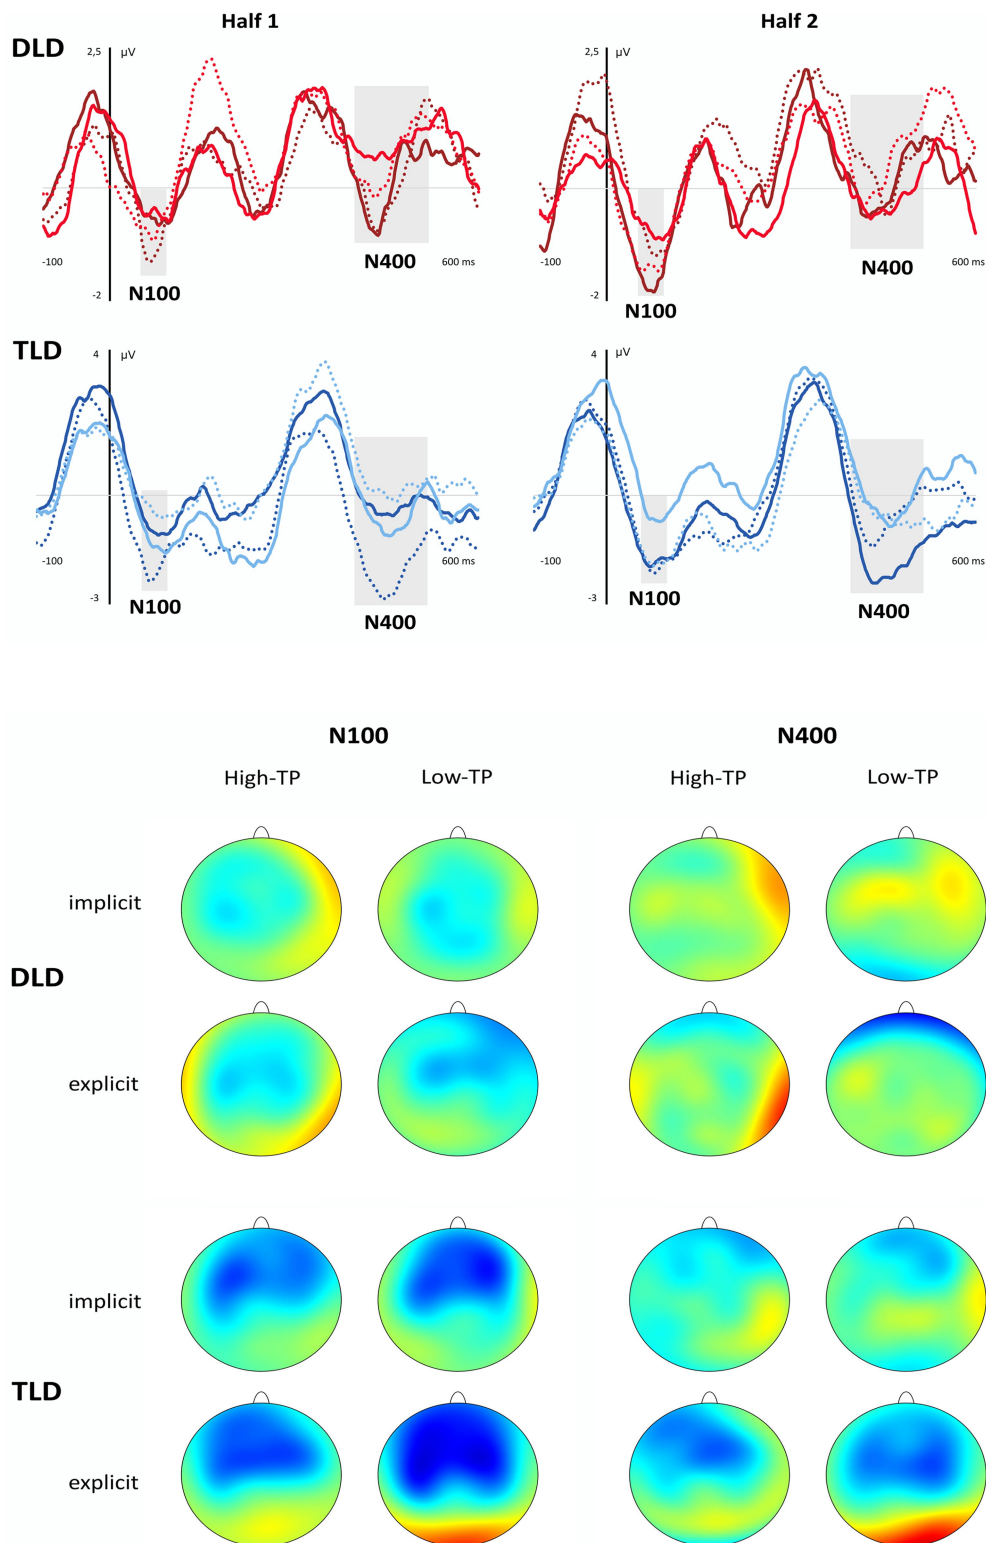 Half 1 Half 2
DLD
2,5 µV 2,5 µV
-100 N400 600 ms -100 N400 600 ms
-2 N100 -2 N100
TLD
4 µV 4 µV
-100 600 ms -100 600 ms
-3 N100 -3 N100
N400 N400
N100 N400
High-TP Low-TP High-TP Low-TP
implicit
DLD
explicit
implicit
TLD
explicit